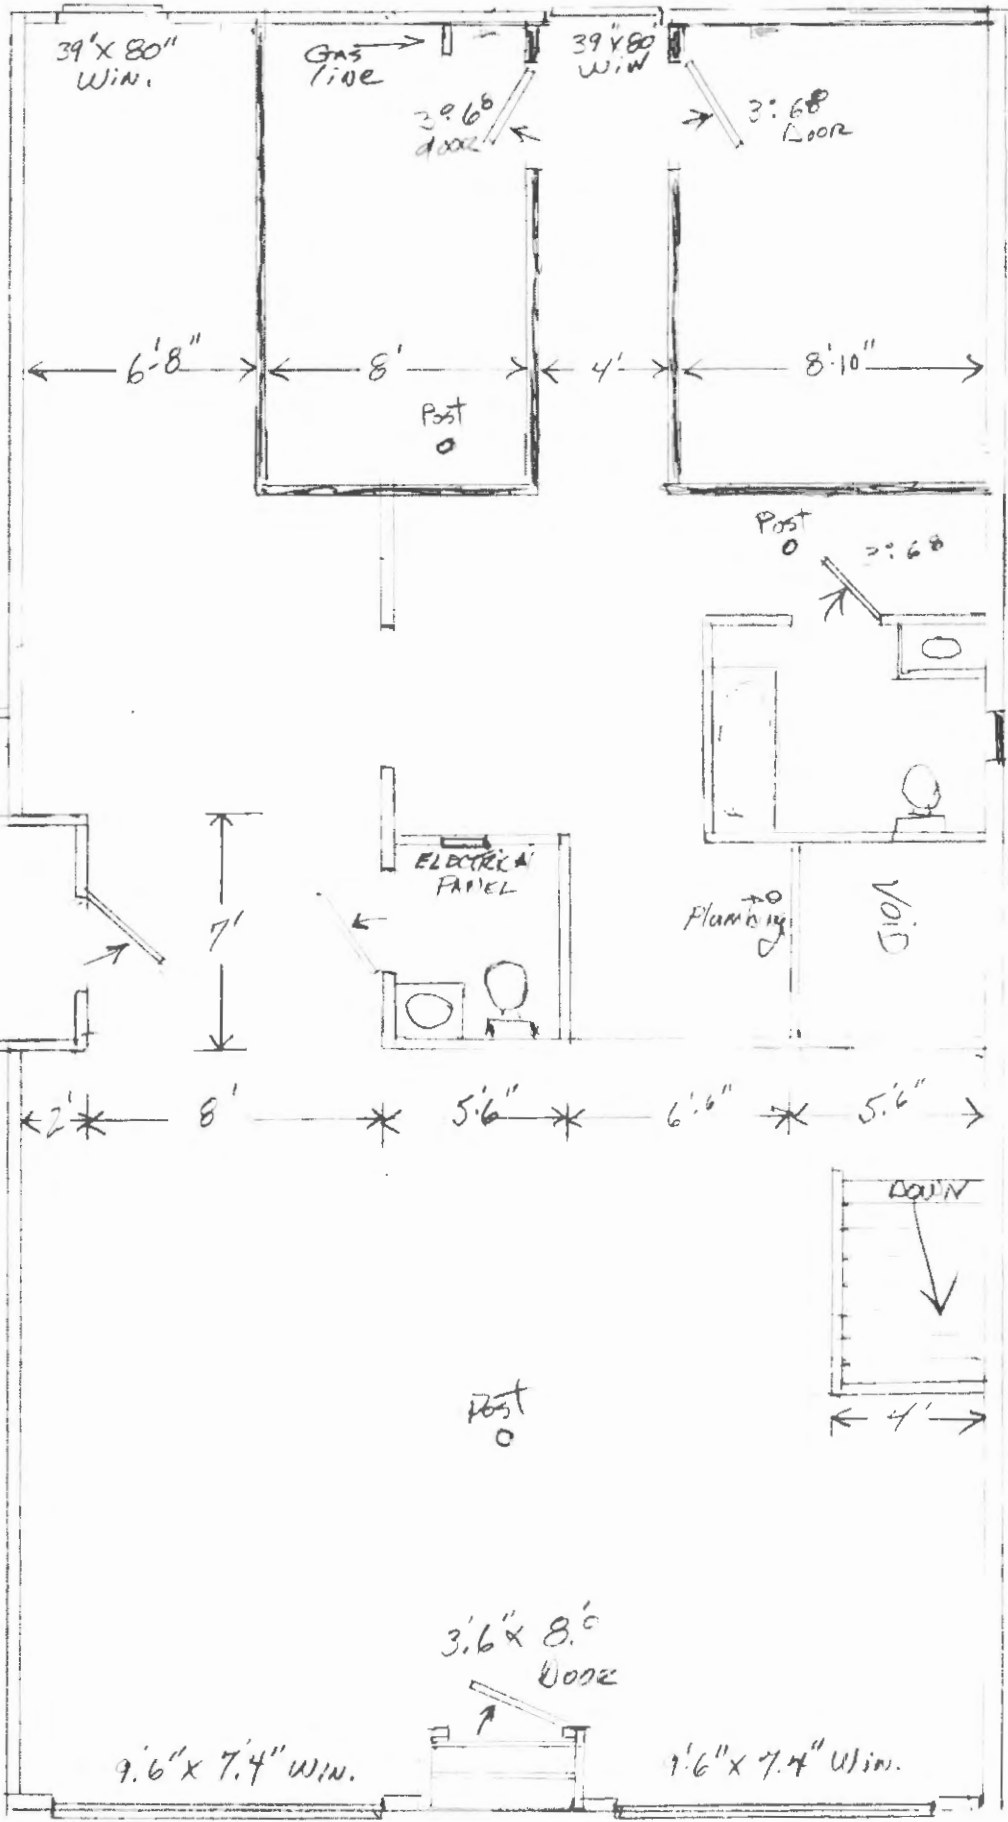 39"X 80"
WIN.
GAS
line
39"X 80"
WIN
3⁰ 6⁸
dOOR
3⁰ 6⁸
DOOR
6'-8"
8'
4'
8'-10"
Post
Post
ELECTRICAL
PANEL
7'
Plumbing
VOID
2'
8'
5'6"
6'.6"
5'.6"
DOWN
4'
Post
3'.6" X 8'.0
DOOR
9'.6" X 7'.4" WIN.
9'.6" X 7'.4" WIN.